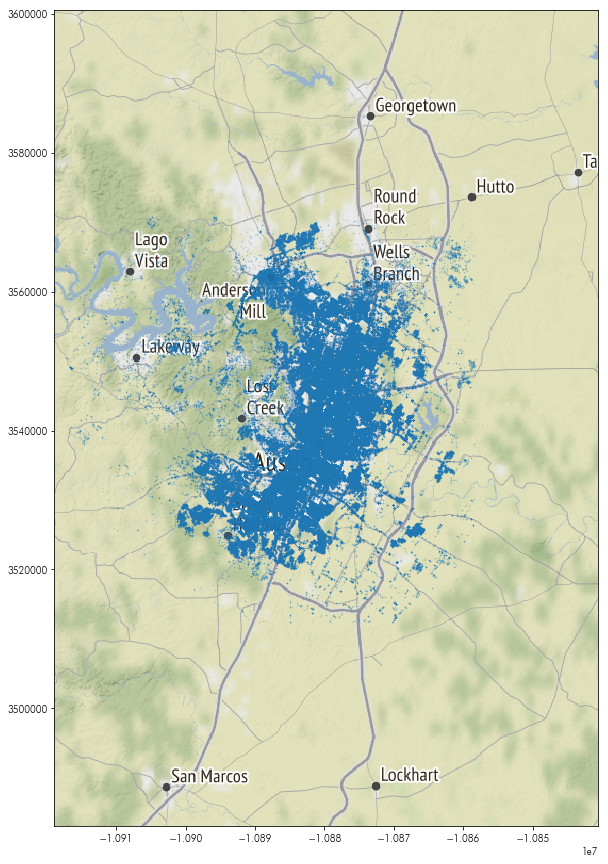 3600000
Georgetown
3580000
Ta
Hutto
Round
Rock
Lago
Vista
Wells
Branch
3560000
Anderson
Mill
Lakeway
Lost
Creek
3540000
Aus
3520000
3500000
San Marcos
Lockhart
−1.091
−1.090
−1.089
−1.088
−1.087
−1.086
−1.085
1e7